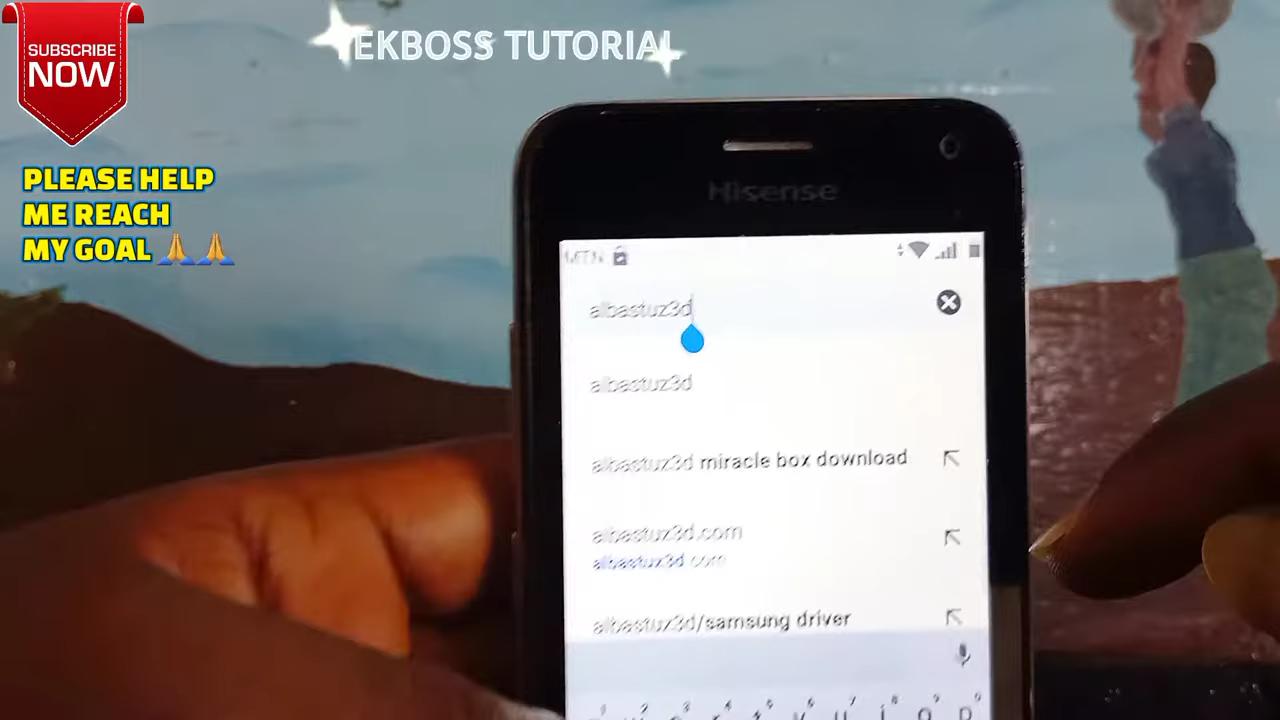 SUBSCRIBE
NOW
EKBOSS TUTORIAL
PLEASE HELP
ME REACH
MY GOAL 🙏🙏
Hisense
MTN
albastuz3d
albastuz3d
albastuz3d miracle box download
albastuz3d.com
albastuz3d.com
albastuz3d/samsung driver